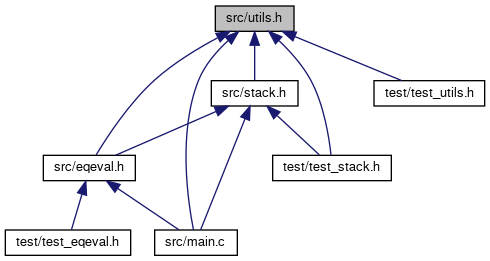 src/utils.h
src/stack.h
test/test_utils.h
src/eqeval.h
test/test_stack.h
test/test_eqeval.h
src/main.c